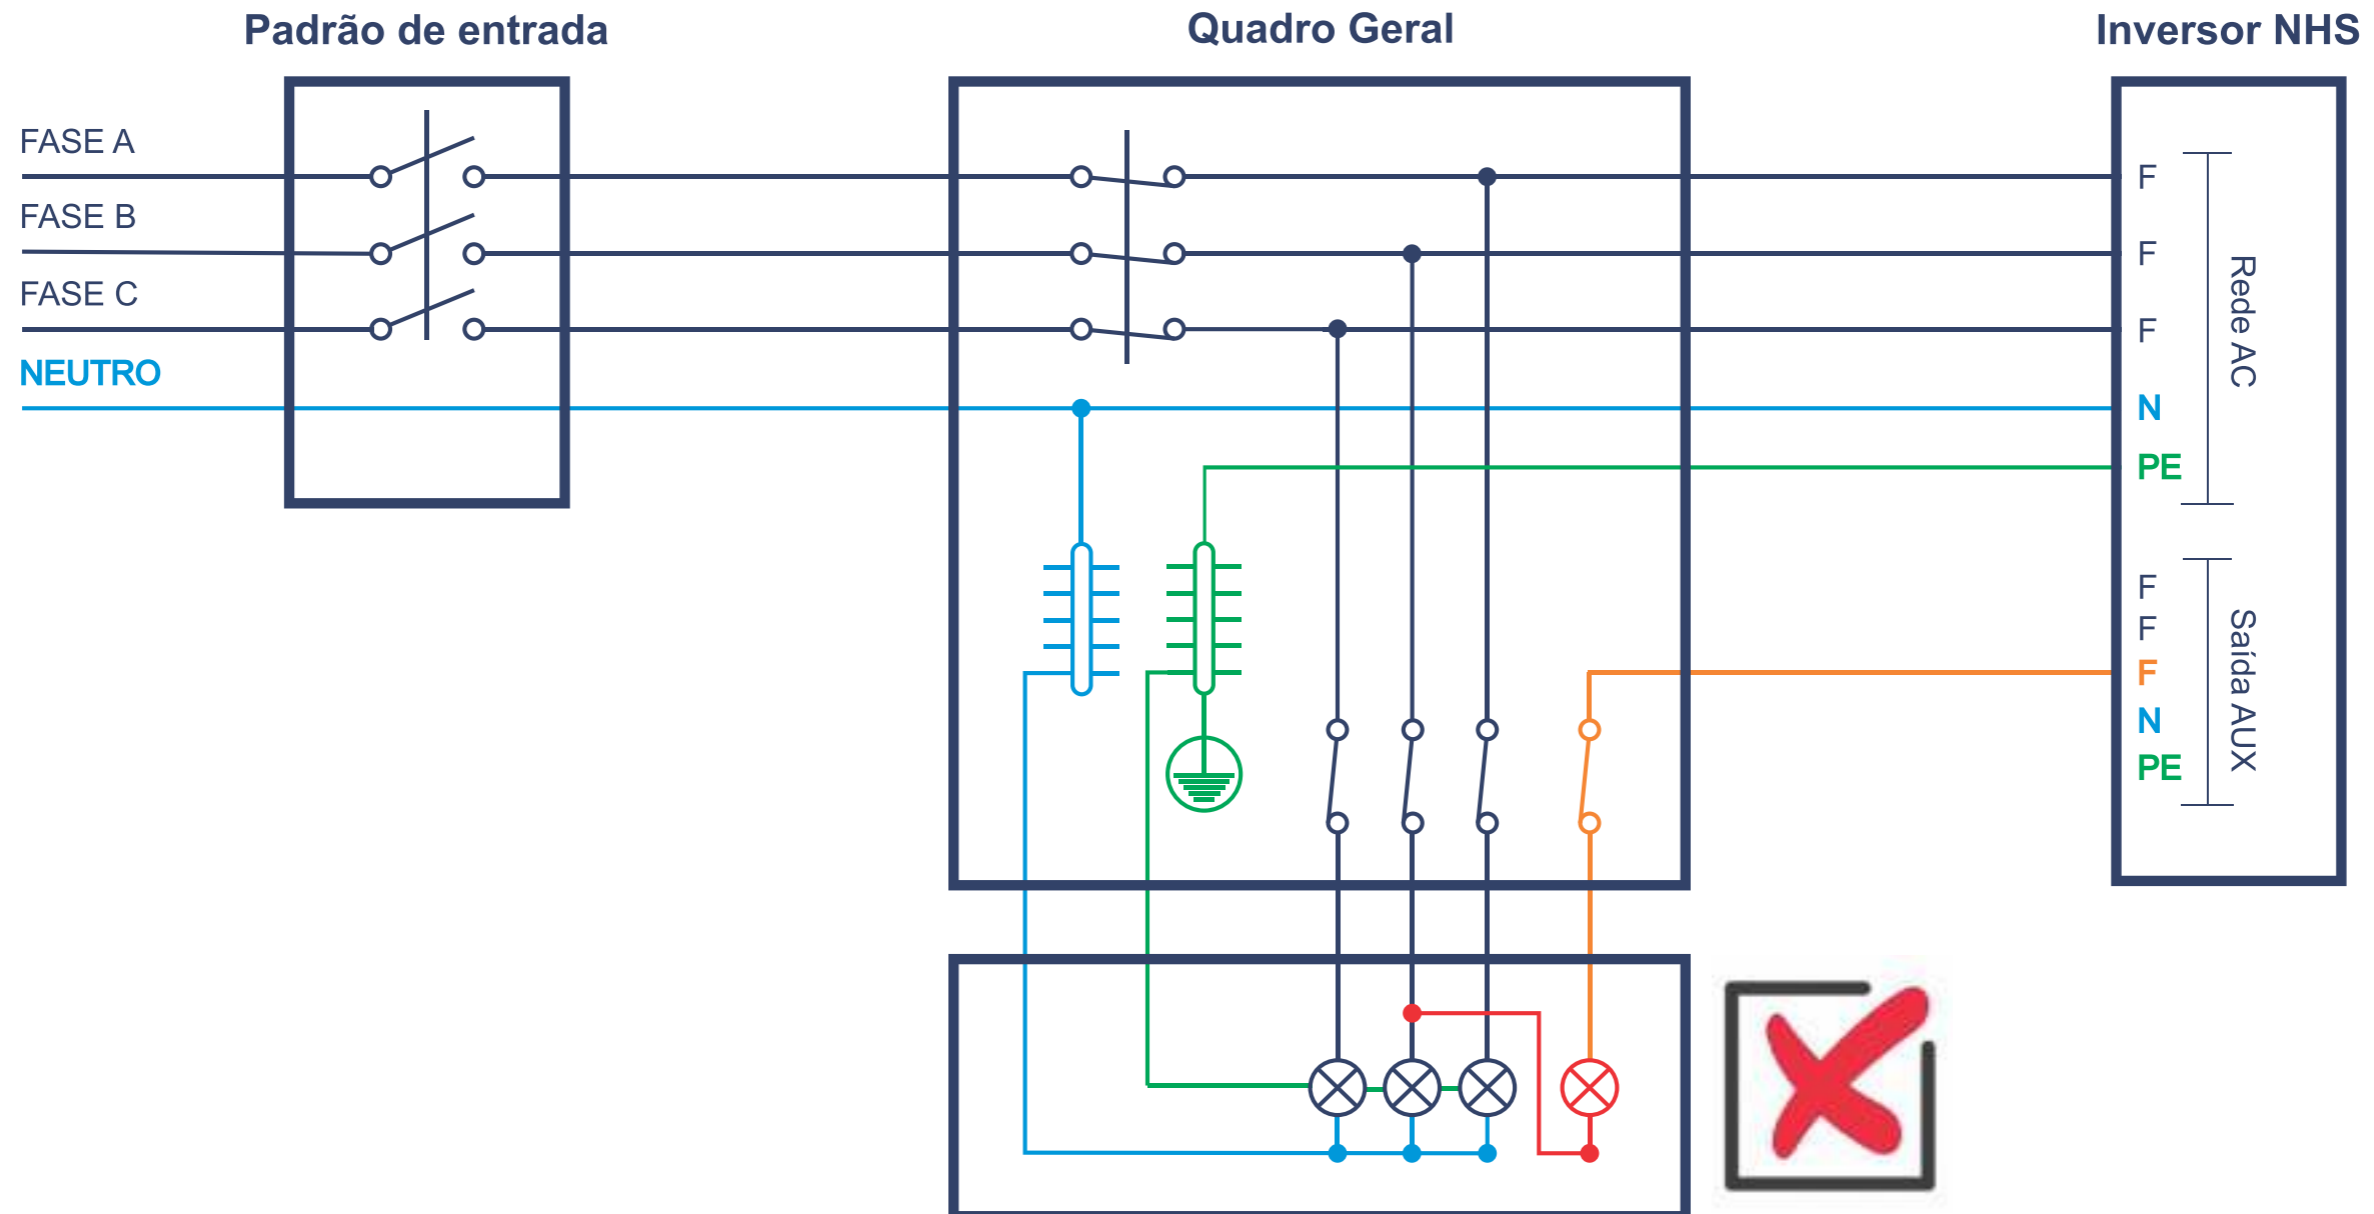 Padrão de entrada
Quadro Geral
Inversor NHS
FASE A
FASE B
FASE C
NEUTRO
F
F
F
N
PE
Rede AC
F
F
F
N
PE
Saída AUX